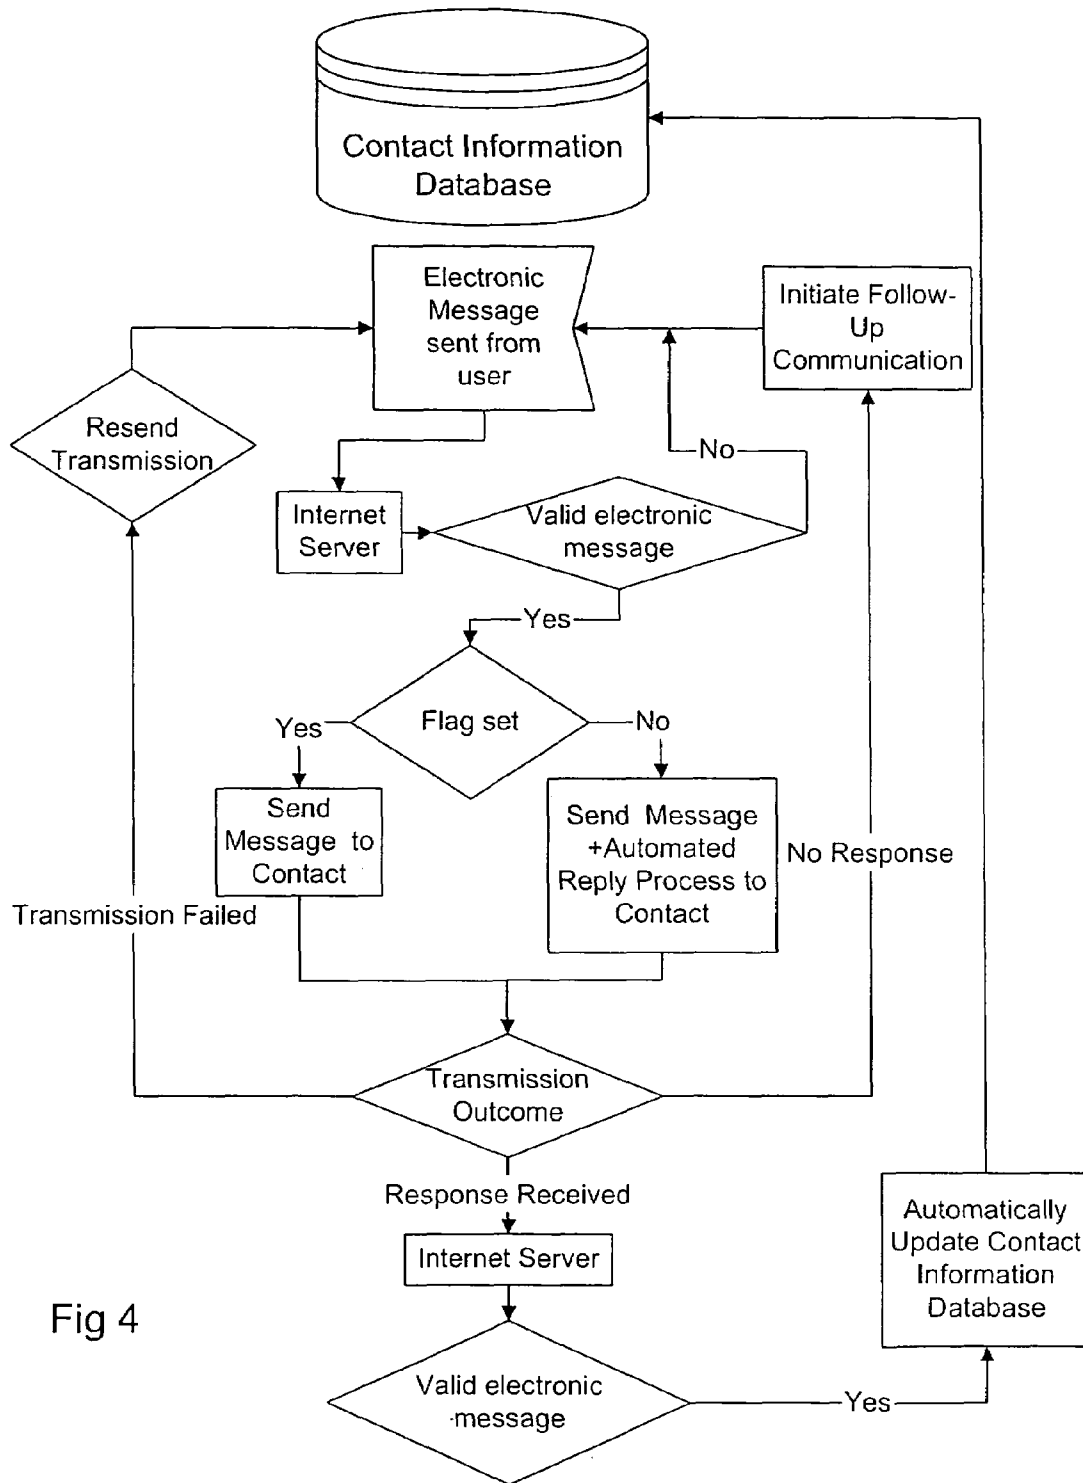 Contact Information
Database
Electronic
Message
sent from
user
Initiate Follow-
Up
Communication
Resend
Transmission
No
Internet
Server
Valid electronic
message
Yes
Flag set
Yes
No
Send
Message to
Contact
Send Message
+Automated
Reply Process to
Contact
No Response
Transmission Failed
Transmission
Outcome
Response Received
Internet Server
Automatically
Update Contact
Information
Database
Fig 4
Valid electronic
message
Yes